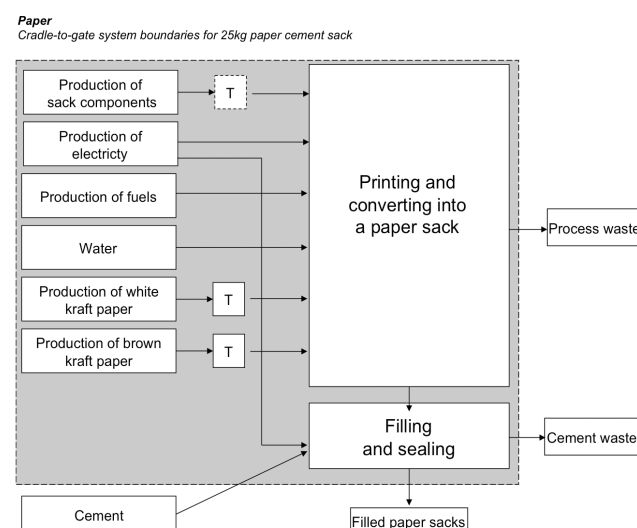 Paper
Cradle-to-gate system boundaries for 25kg paper cement sack
Production of
sack components
T
Production of
electricty
Production of fuels
Water
Production of white
kraft paper
T
Production of brown
kraft paper
T
Printing and
converting into
a paper sack
Process waste
Filling
and sealing
Cement waste
Cement
Filled paper sacks